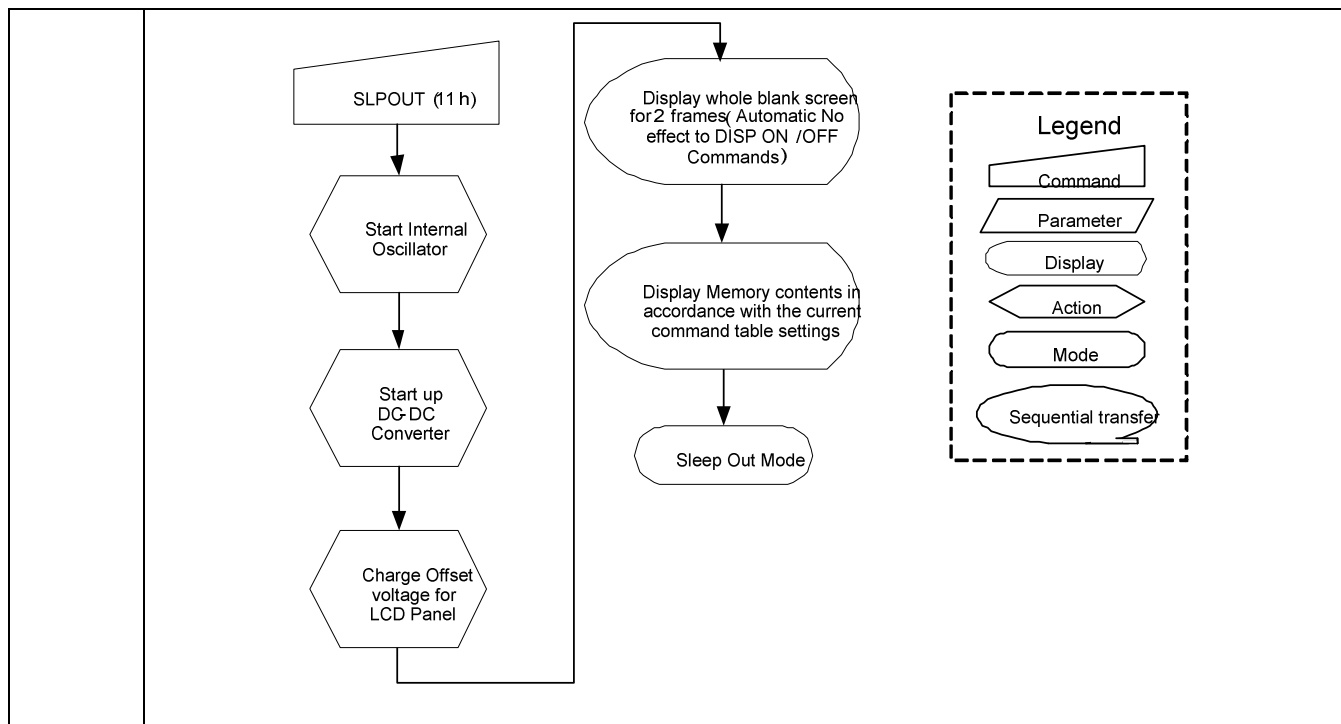 SLPOUT (11h)
Start Internal
Oscillator
Start up
DC-DC
Converter
Charge Offset
voltage for
LCD Panel
Display whole blank screen
for 2 frames( Automatic No
effect to DISP ON /OFF
Commands)
Display Memory contents in
accordance with the current
command table settings
Sleep Out Mode
Legend
Command
Parameter
Display
Action
Mode
Sequential transfer